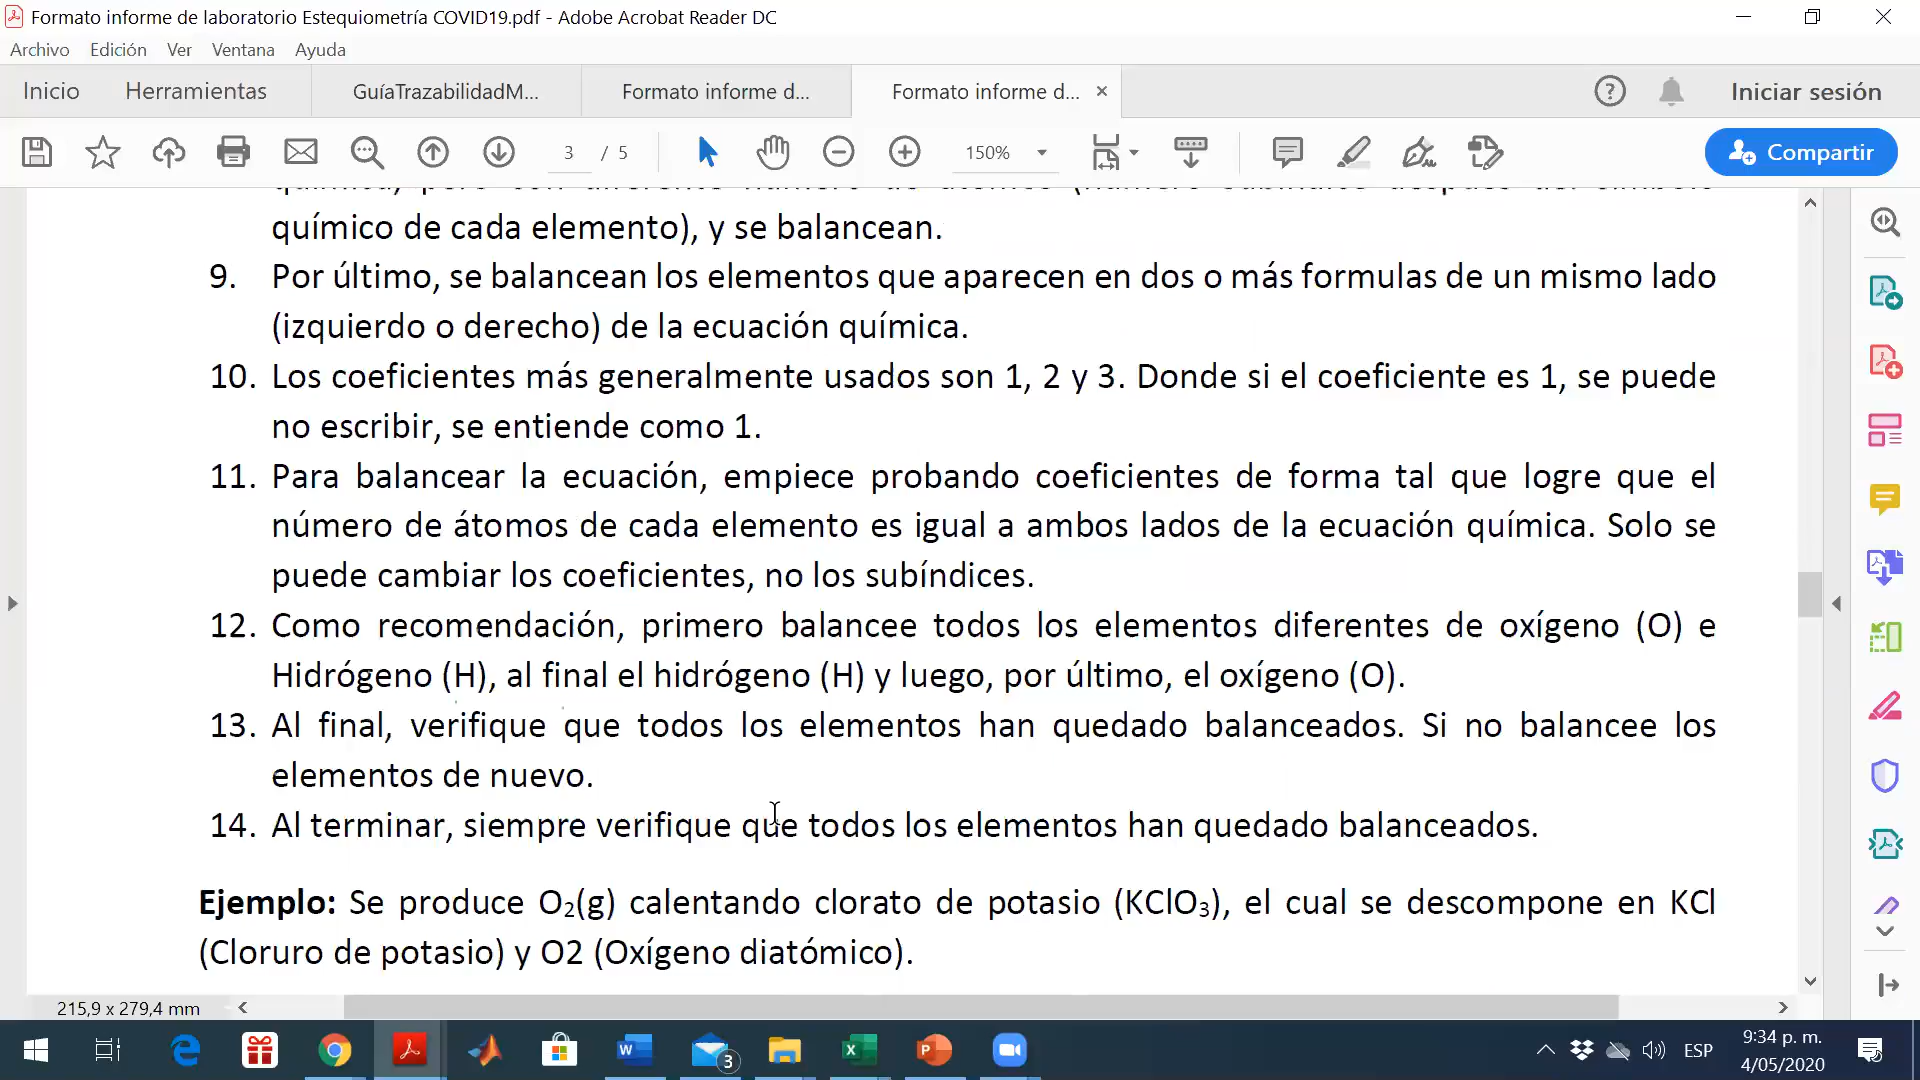 Formato informe de laboratorio Estequiometría COVID19.pdf - Adobe Acrobat Reader DC
Archivo Edición Ver Ventana Ayuda
Inicio Herramientas GuíaTrazabilidadM... Formato informe d... Formato informe d... Iniciar sesión
3 / 5 150% Compartir
químico de cada elemento), y se balancean.
9. Por último, se balancean los elementos que aparecen en dos o más formulas de un mismo lado
(izquierdo o derecho) de la ecuación química.
10. Los coeficientes más generalmente usados son 1, 2 y 3. Donde si el coeficiente es 1, se puede
no escribir, se entiende como 1.
11. Para balancear la ecuación, empiece probando coeficientes de forma tal que logre que el
número de átomos de cada elemento es igual a ambos lados de la ecuación química. Solo se
puede cambiar los coeficientes, no los subíndices.
12. Como recomendación, primero balancee todos los elementos diferentes de oxígeno (O) e
Hidrógeno (H), al final el hidrógeno (H) y luego, por último, el oxígeno (O).
13. Al final, verifique que todos los elementos han quedado balanceados. Si no balancee los
elementos de nuevo.
14. Al terminar, siempre verifique que todos los elementos han quedado balanceados.
Ejemplo: Se produce O₂(g) calentando clorato de potasio (KClO₃), el cual se descompone en KCl
(Cloruro de potasio) y O2 (Oxígeno diatómico).
215,9 x 279,4 mm
3
ESP
9:34 p. m.
4/05/2020